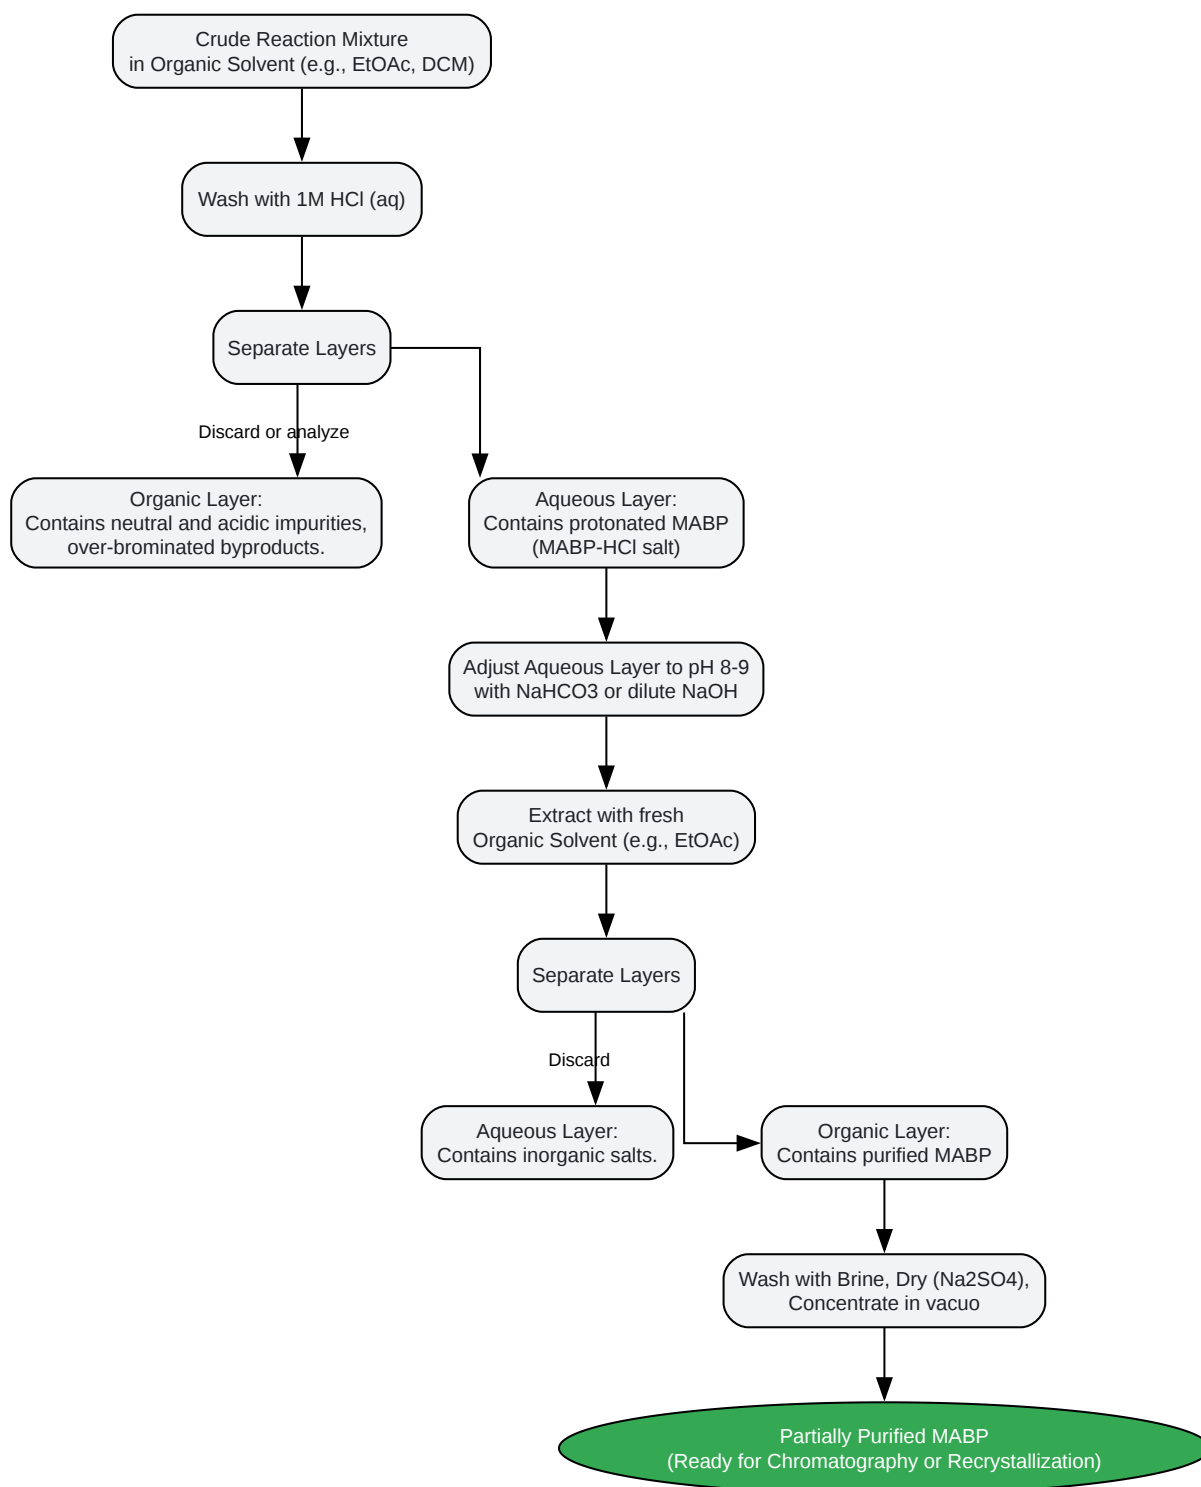 Crude Reaction Mixture
in Organic Solvent (e.g., EtOAc, DCM)
Wash with 1M HCl (aq)
Separate Layers
Discard or analyze
Organic Layer:
Contains neutral and acidic impurities,
over-brominated byproducts.
Aqueous Layer:
Contains protonated MABP
(MABP-HCl salt)
Adjust Aqueous Layer to pH 8-9
with NaHCO3 or dilute NaOH
Extract with fresh
Organic Solvent (e.g., EtOAc)
Separate Layers
Discard
Aqueous Layer:
Contains inorganic salts.
Organic Layer:
Contains purified MABP
Wash with Brine, Dry (Na2SO4),
Concentrate in vacuo
Partially Purified MABP
(Ready for Chromatography or Recrystallization)